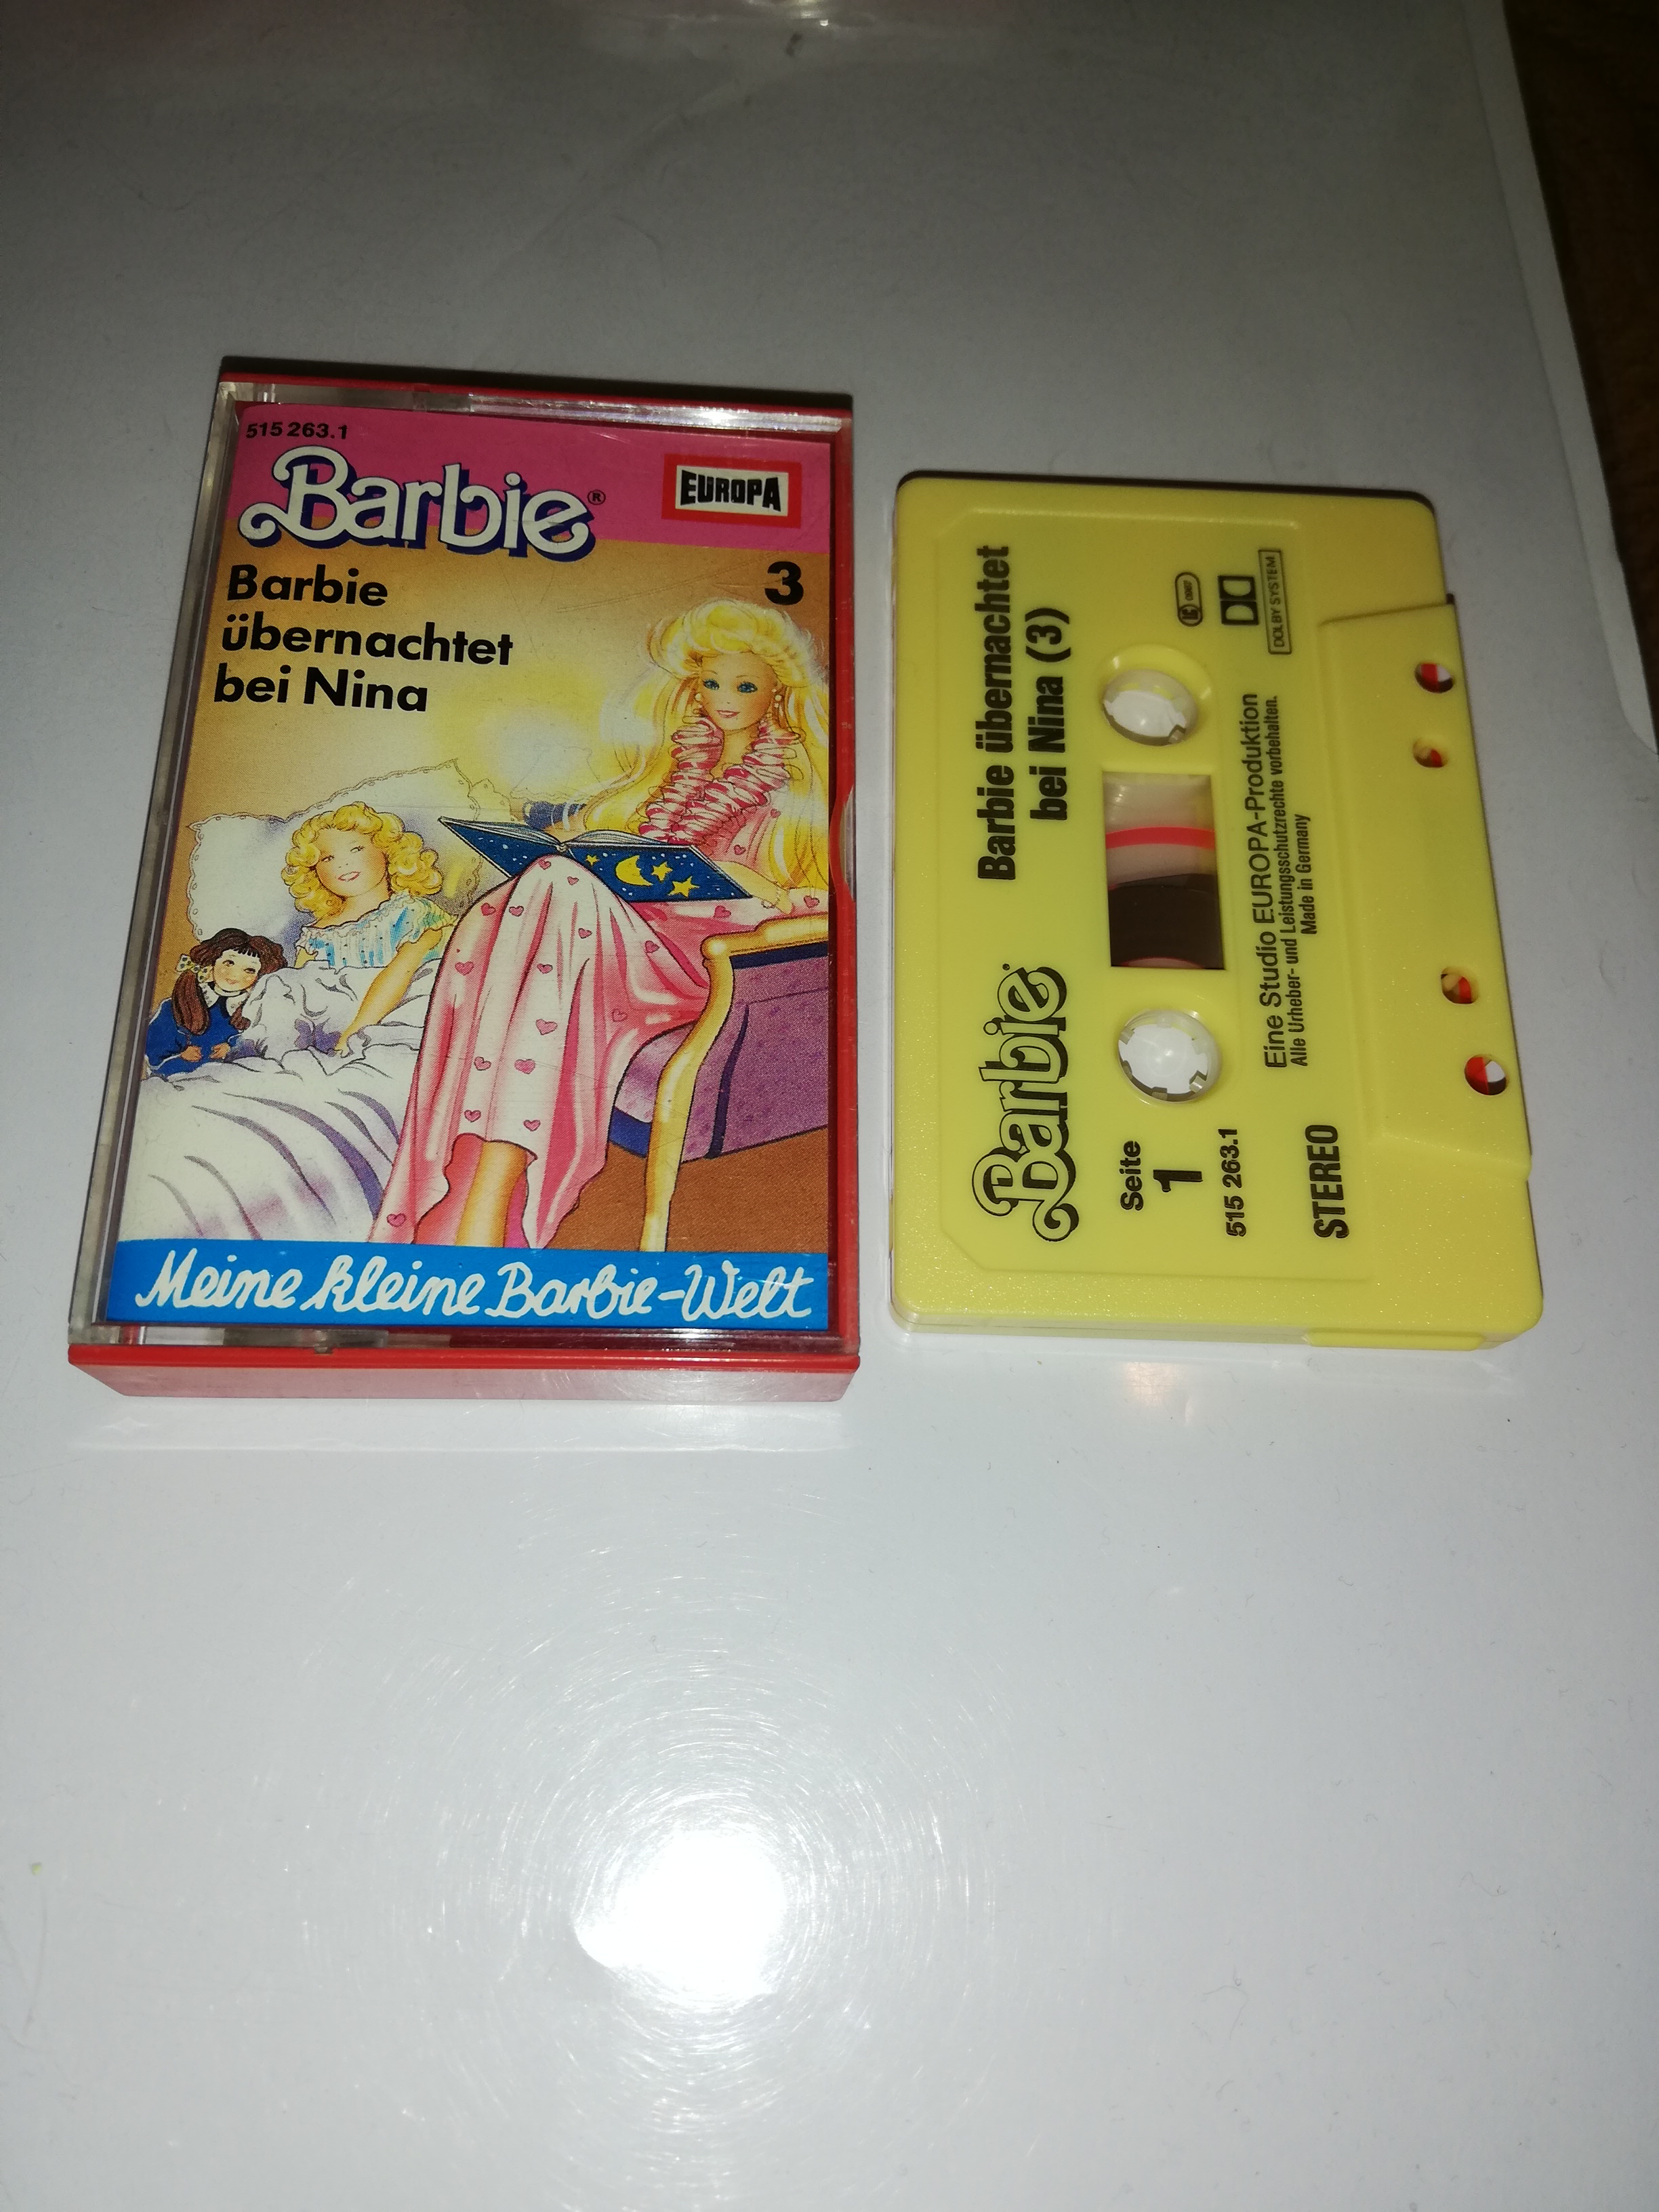 515 263.1
Barbie®
EUROPA
Barbie
übernachtet
bei Nina
3
Meine kleine Barbie-Welt
Barbie
Barbie übernachtet
bei Nina (3)
Seite
1
515 263.1
STEREO
DOLBY SYSTEM
Eine Studio EUROPA-Produktion
Alle Urheber- und Leistungsschutzrechte vorbehalten.
Made in Germany